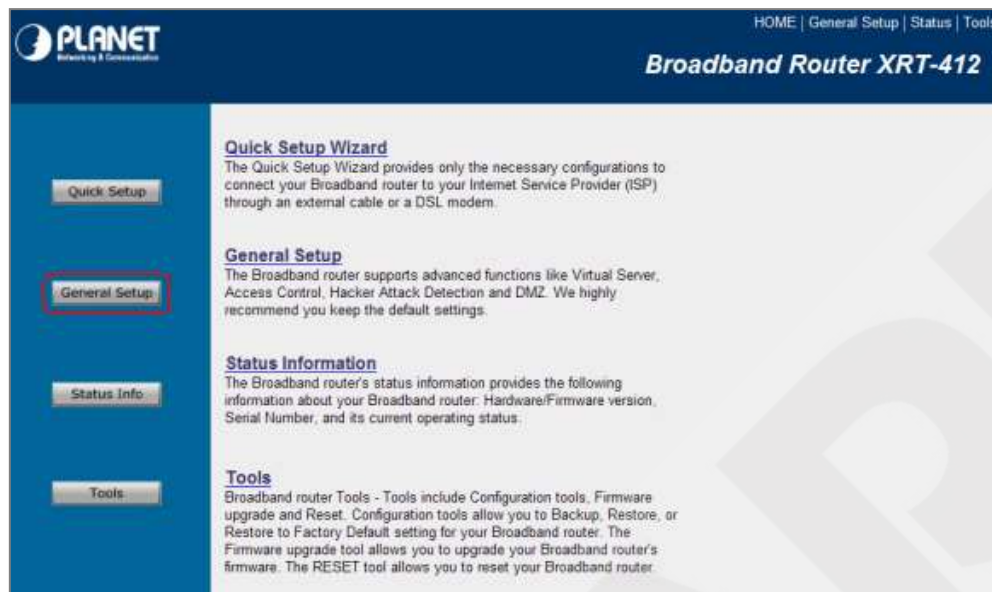 PLANET
Networking & Communication
HOME | General Setup | Status | Tools
Broadband Router XRT-412
Quick Setup
Quick Setup Wizard
The Quick Setup Wizard provides only the necessary configurations to
connect your Broadband router to your Internet Service Provider (ISP)
through an external cable or a DSL modem.
General Setup
General Setup
The Broadband router supports advanced functions like Virtual Server,
Access Control, Hacker Attack Detection and DMZ. We highly
recommend you keep the default settings.
Status Info
Status Information
The Broadband router's status information provides the following
information about your Broadband router: Hardware/Firmware version,
Serial Number, and its current operating status.
Tools
Tools
Broadband router Tools - Tools include Configuration tools, Firmware
upgrade and Reset. Configuration tools allow you to Backup, Restore, or
Restore to Factory Default setting for your Broadband router. The
Firmware upgrade tool allows you to upgrade your Broadband router's
firmware. The RESET tool allows you to reset your Broadband router.